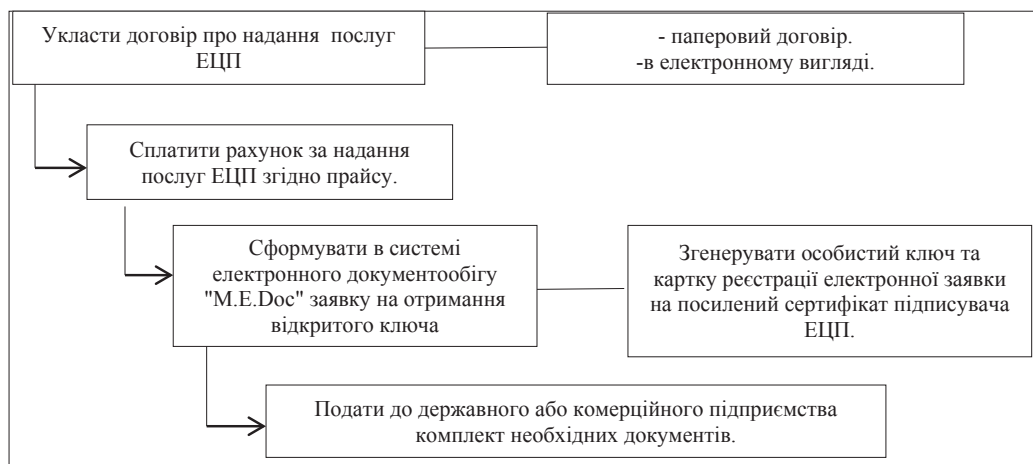 Укласти договір про надання послуг
ЕЦП
- паперовий договір.
-в електронному вигляді.
Сплатити рахунок за надання
послуг ЕЦП згідно прайсу.
Сформувати в системі
електронного документообігу
"M.E.Doc" заявку на отримання
відкритого ключа
Згенерувати особистий ключ та
картку реєстрації електронної заявки
на посилений сертифікат підписувача
ЕЦП.
Подати до державного або комерційного підприємства
комплект необхідних документів.